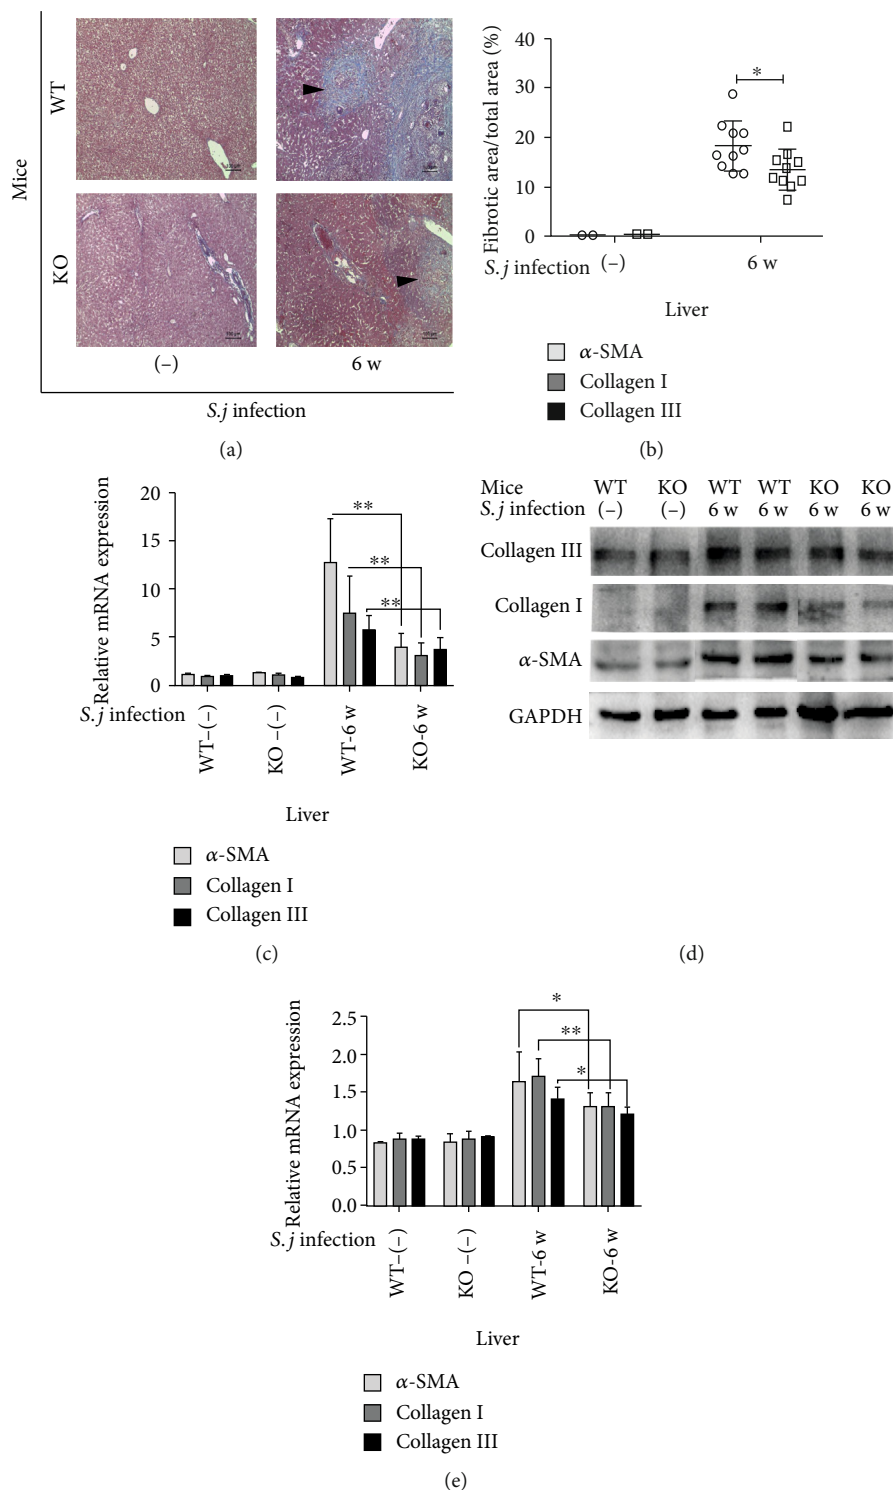 Mice
WT
KO
(–)
6 w
S.j infection
(a)
Fibrotic area/total area (%)
40
30
20
10
0
*
S.j infection (–)
6 w
Liver
α-SMA
Collagen I
Collagen III
(b)
Relative mRNA expression
20
15
10
5
0
**
**
**
S.j infection
WT–(–)
KO –(–)
WT-6 w
KO-6 w
Liver
α-SMA
Collagen I
Collagen III
(c)
Mice WT KO WT WT KO KO
S.j infection (–) (–) 6 w 6 w 6 w 6 w
Collagen III
Collagen I
α-SMA
GAPDH
(d)
Relative mRNA expression
2.5
2.0
1.5
1.0
0.5
0.0
*
**
*
S.j infection
WT–(–)
KO –(–)
WT-6 w
KO-6 w
Liver
α-SMA
Collagen I
Collagen III
(e)